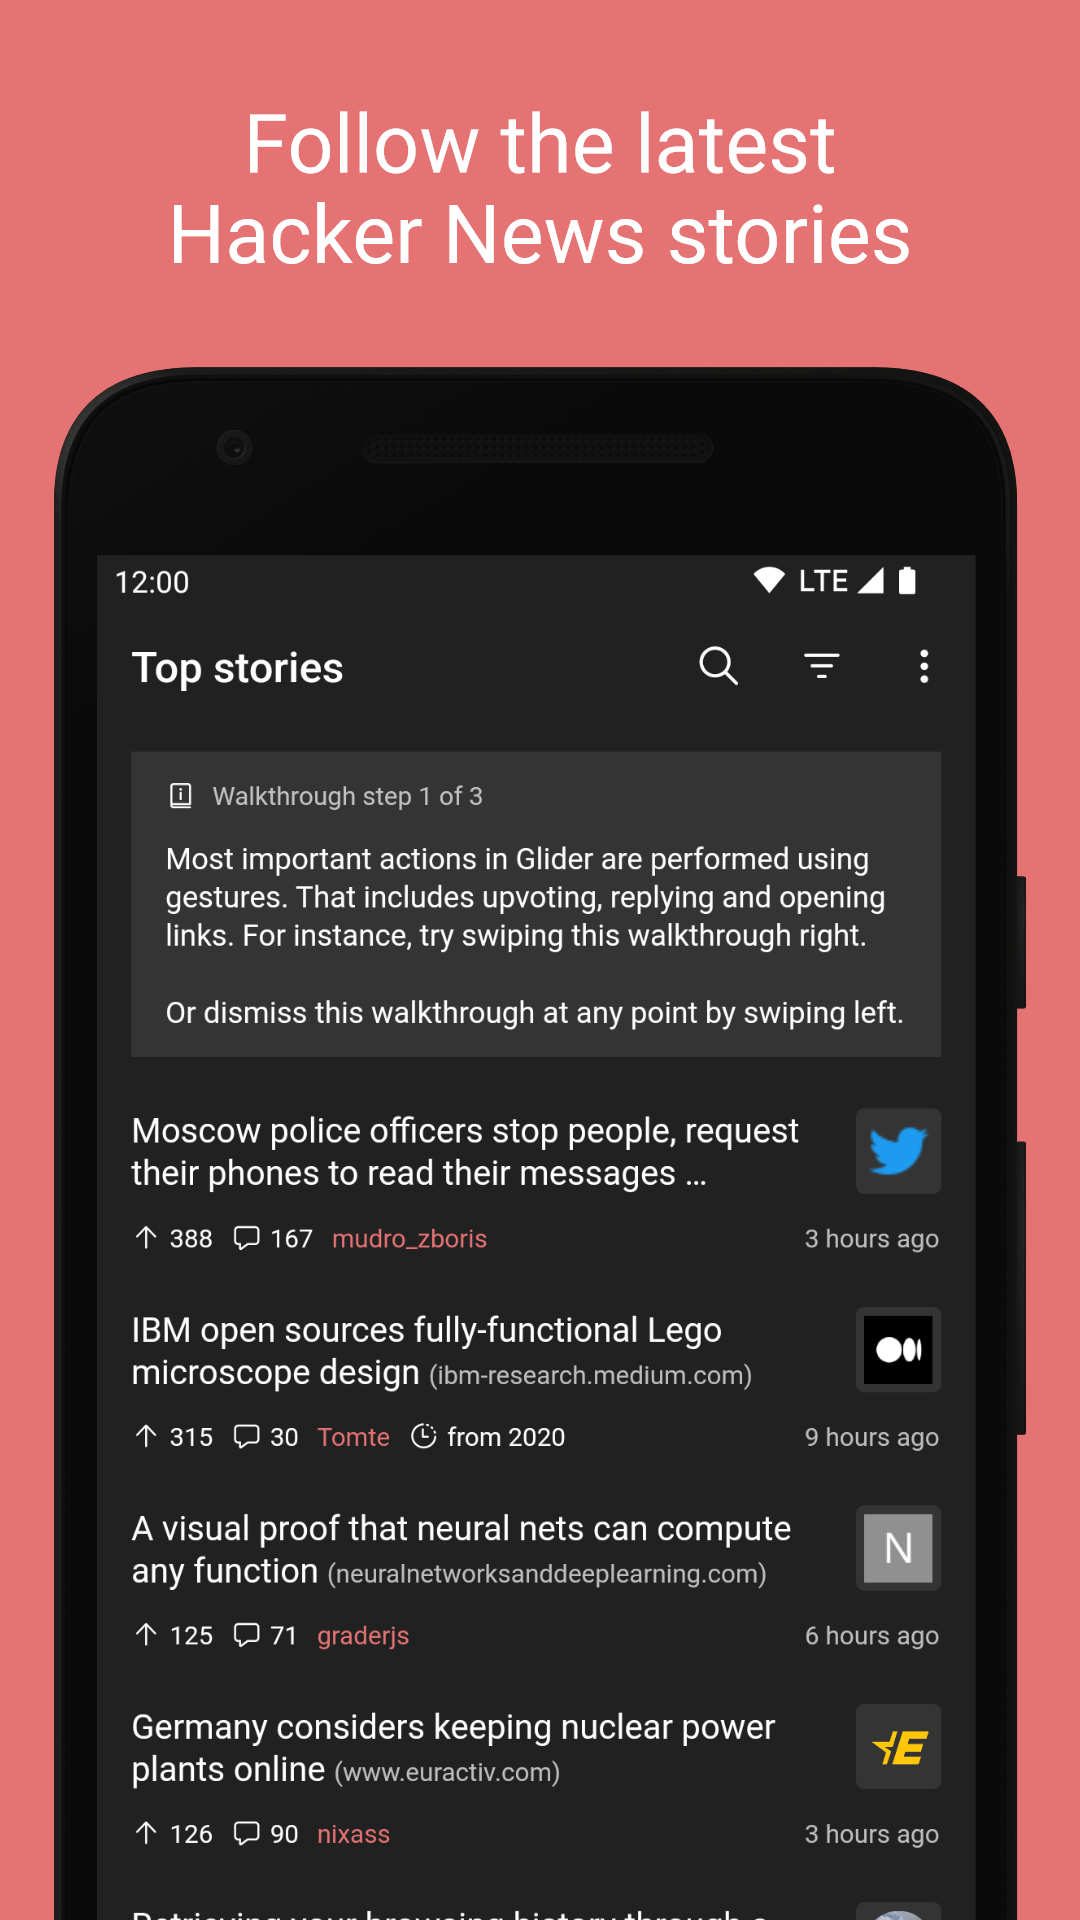 Follow the latest
Hacker News stories
12:00 LTE
Top stories
Walkthrough step 1 of 3
Most important actions in Glider are performed using
gestures. That includes upvoting, replying and opening
links. For instance, try swiping this walkthrough right.
Or dismiss this walkthrough at any point by swiping left.
Moscow police officers stop people, request
their phones to read their messages ...
388 167 mudro_zboris 3 hours ago
IBM open sources fully-functional Lego
microscope design (ibm-research.medium.com)
315 30 Tomte from 2020 9 hours ago
A visual proof that neural nets can compute
any function (neuralnetworksanddeeplearning.com)
N
125 71 graderjs 6 hours ago
Germany considers keeping nuclear power
plants online (www.euractiv.com)
E
126 90 nixass 3 hours ago
Retrieving your browsing history through a